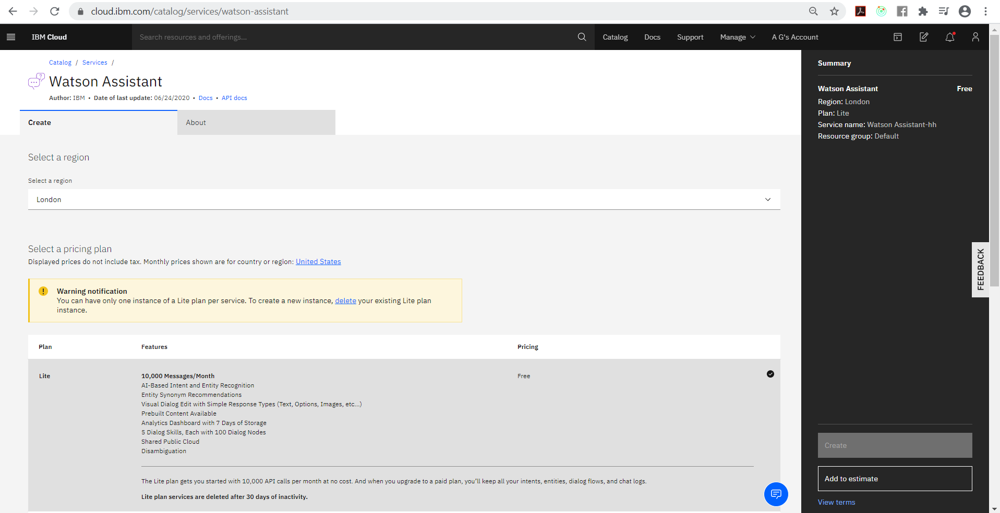 cloud.ibm.com/catalog/services/watson-assistant
IBM Cloud
Search resources and offerings...
Catalog
Docs
Support
Manage
A G's Account
Catalog / Services /
Watson Assistant
Author: IBM • Date of last update: 06/24/2020 • Docs • API docs
Create
About
Select a region
Select a region
London
Select a pricing plan
Displayed prices do not include tax. Monthly prices shown are for country or region: United States
Warning notification
You can have only one instance of a Lite plan per service. To create a new instance, delete your existing Lite plan
instance.
Plan
Features
Pricing
Lite
10,000 Messages/Month
Free
AI-Based Intent and Entity Recognition
Entity Synonym Recommendations
Visual Dialog Edit with Simple Response Types (Text, Options, Images, etc...)
Prebuilt Content Available
Analytics Dashboard with 7 Days of Storage
5 Dialog Skills, Each with 100 Dialog Nodes
Shared Public Cloud
Disambiguation
The Lite plan gets you started with 10,000 API calls per month at no cost. And when you upgrade to a paid plan, you'll keep all your intents, entities, dialog flows, and chat logs.
Lite plan services are deleted after 30 days of inactivity.
Summary
Watson Assistant
Free
Region: London
Plan: Lite
Service name: Watson Assistant-hh
Resource group: Default
FEEDBACK
Create
Add to estimate
View terms